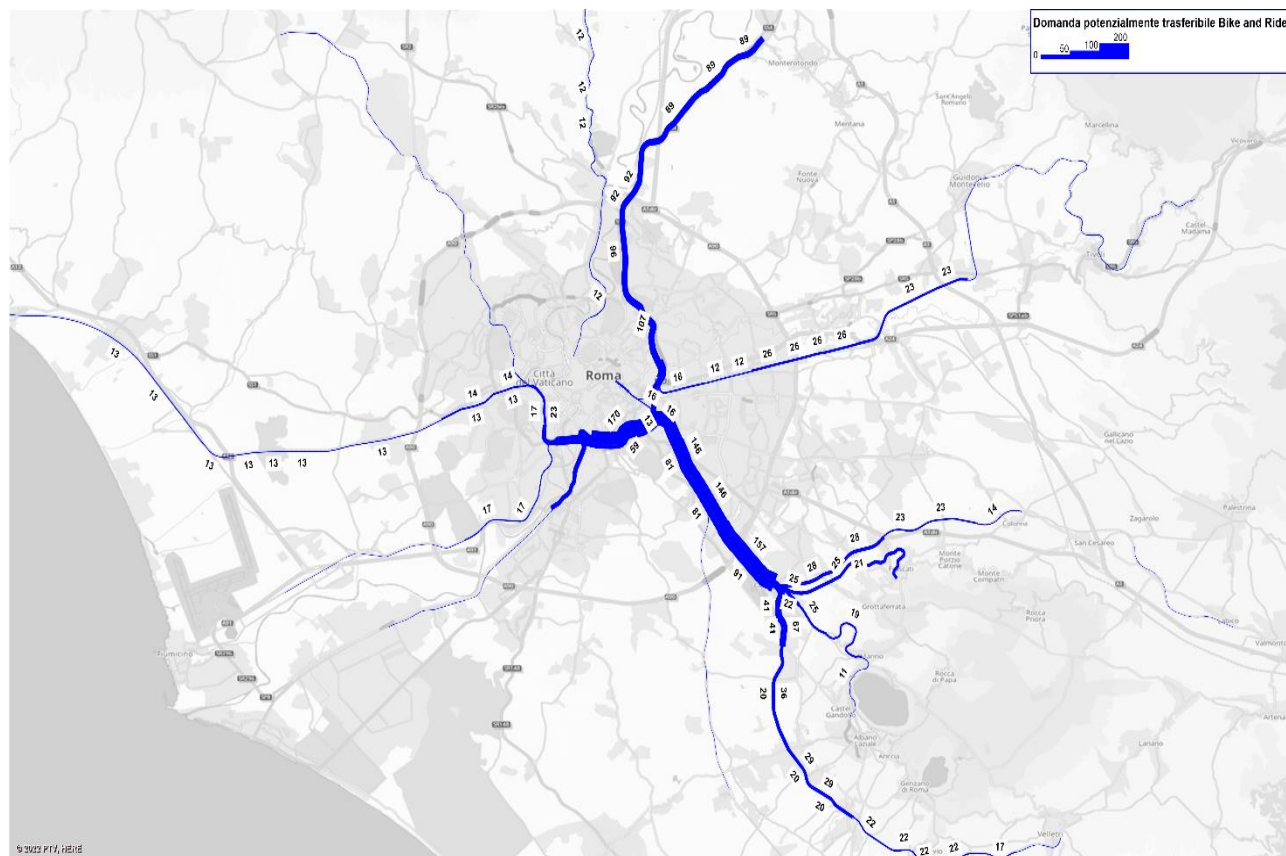 Domanda potenzialmente trasferibile Bike and Ride
0 50 100 200
12
89
Monterotondo
89
12
89
Sant'Angelo
Romano
Mentana
12
Marcellina
Fonte
Nuova
Guidonia
Montecelio
92
92
Castel
Madama
Tivoli
96
23
23
12
107
26
26
26
26
12
12
13
14
Città
del Vaticano
Roma
16
14
13
13
17
23
16
16
13
170
59
13
13
13
13
13
146
81
Gallicano
nel Lazio
146
81
17
17
157
91
28
23
23
14
Colonna
Zagarolo
Palestrina
San Cesareo
25
28
25
21
Monte
Porzio
Catone
Monte
Compatri
41
22
25
Grottaferrata
19
41
67
Rocca
Priora
Labico
Valmontone
Fiumicino
11
Rocca
di Papa
20
36
Castel
Gandolfo
Albano
Laziale
Ariccia
Lariano
Artena
29
20
29
20
Genzano
di Roma
22
22
22
22
17
Velletri
© 2022 PTV, HERE